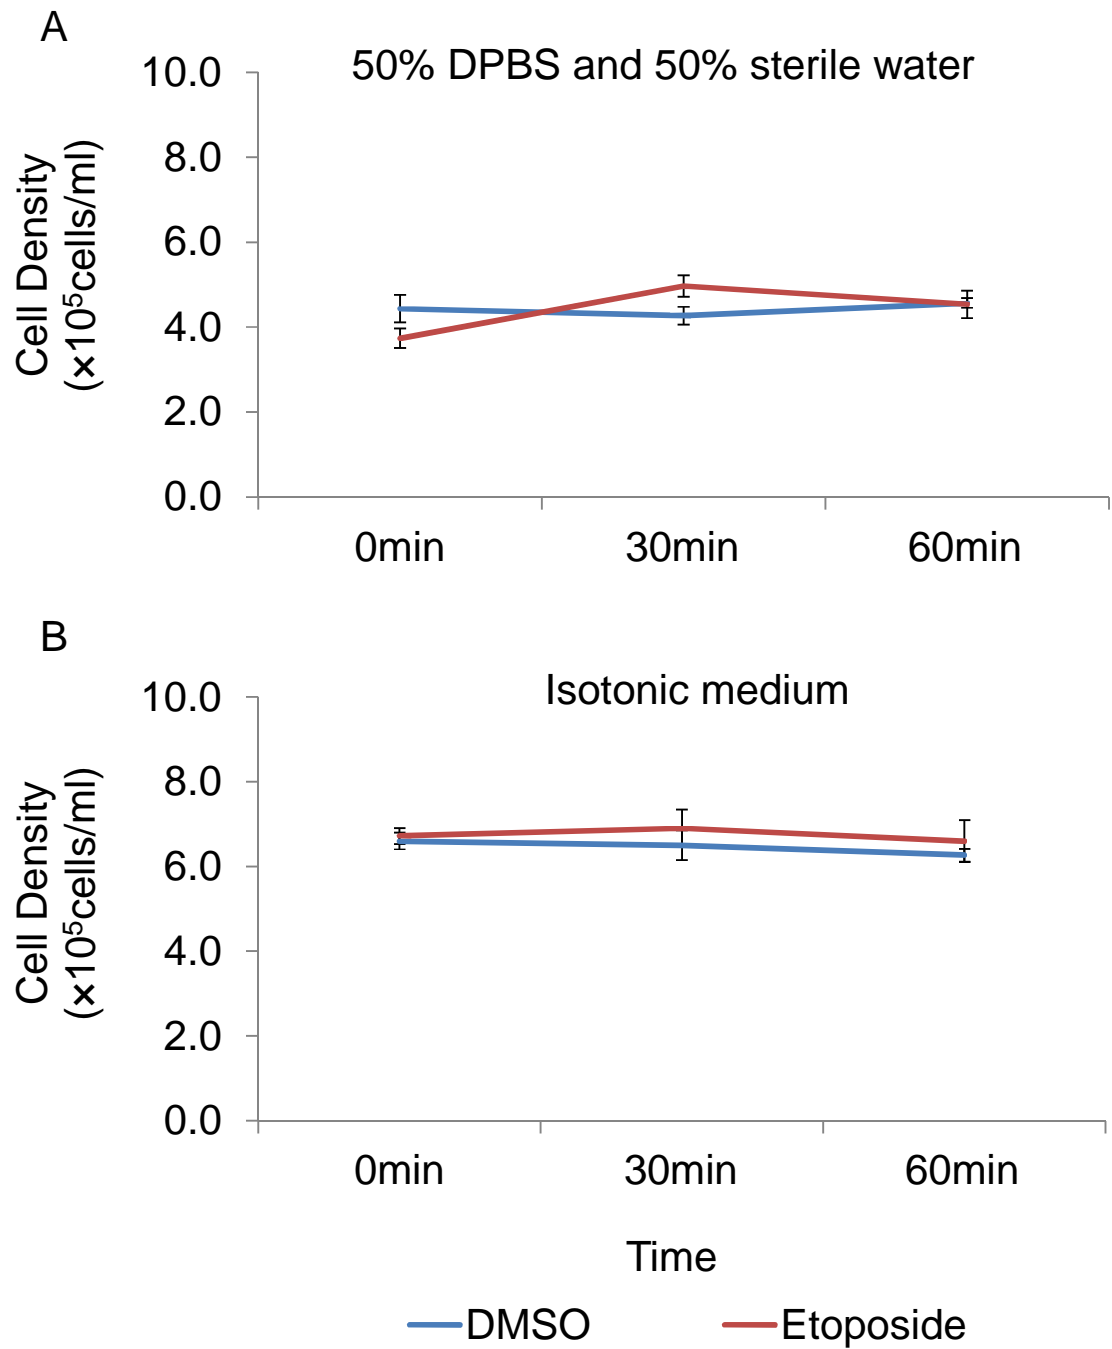 A
50% DPBS and 50% sterile water
10.0
8.0
6.0
4.0
2.0
0.0
Cell Density
(×10⁵cells/ml)
0min 30min 60min
B
Isotonic medium
10.0
8.0
6.0
4.0
2.0
0.0
Cell Density
(×10⁵cells/ml)
0min 30min 60min
Time
DMSO Etoposide